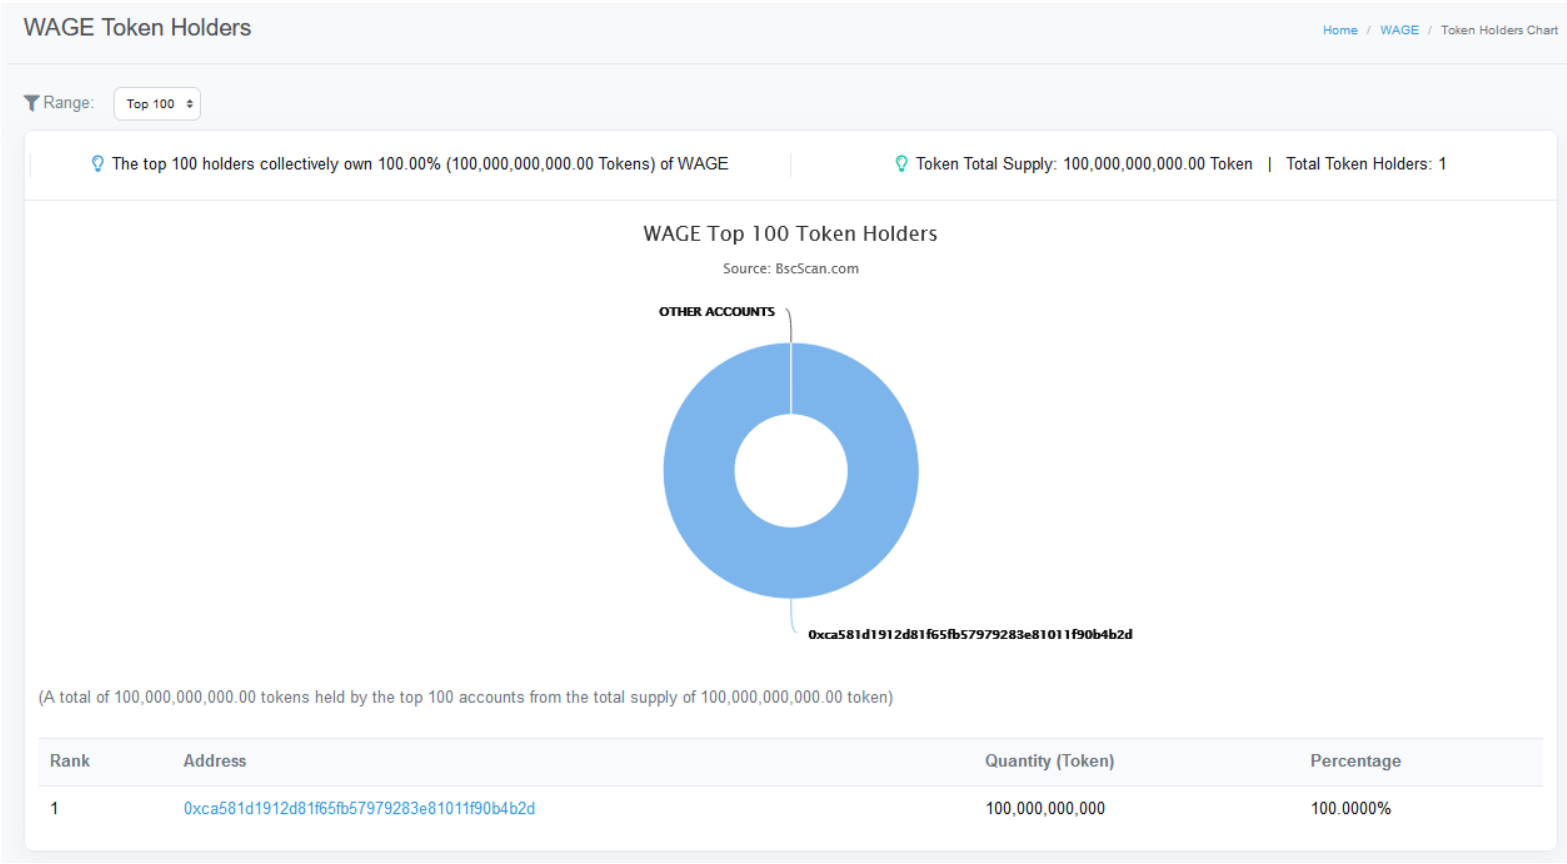 WAGE Token Holders
Home / WAGE / Token Holders Chart
Range: Top 100
The top 100 holders collectively own 100.00% (100,000,000,000.00 Tokens) of WAGE
Token Total Supply: 100,000,000,000.00 Token | Total Token Holders: 1
WAGE Top 100 Token Holders
Source: BscScan.com
OTHER ACCOUNTS
0xca581d1912d81f65fb57979283e81011f90b4b2d
(A total of 100,000,000,000.00 tokens held by the top 100 accounts from the total supply of 100,000,000,000.00 token)
Rank Address Quantity (Token) Percentage
1 0xca581d1912d81f65fb57979283e81011f90b4b2d 100,000,000,000 100.0000%